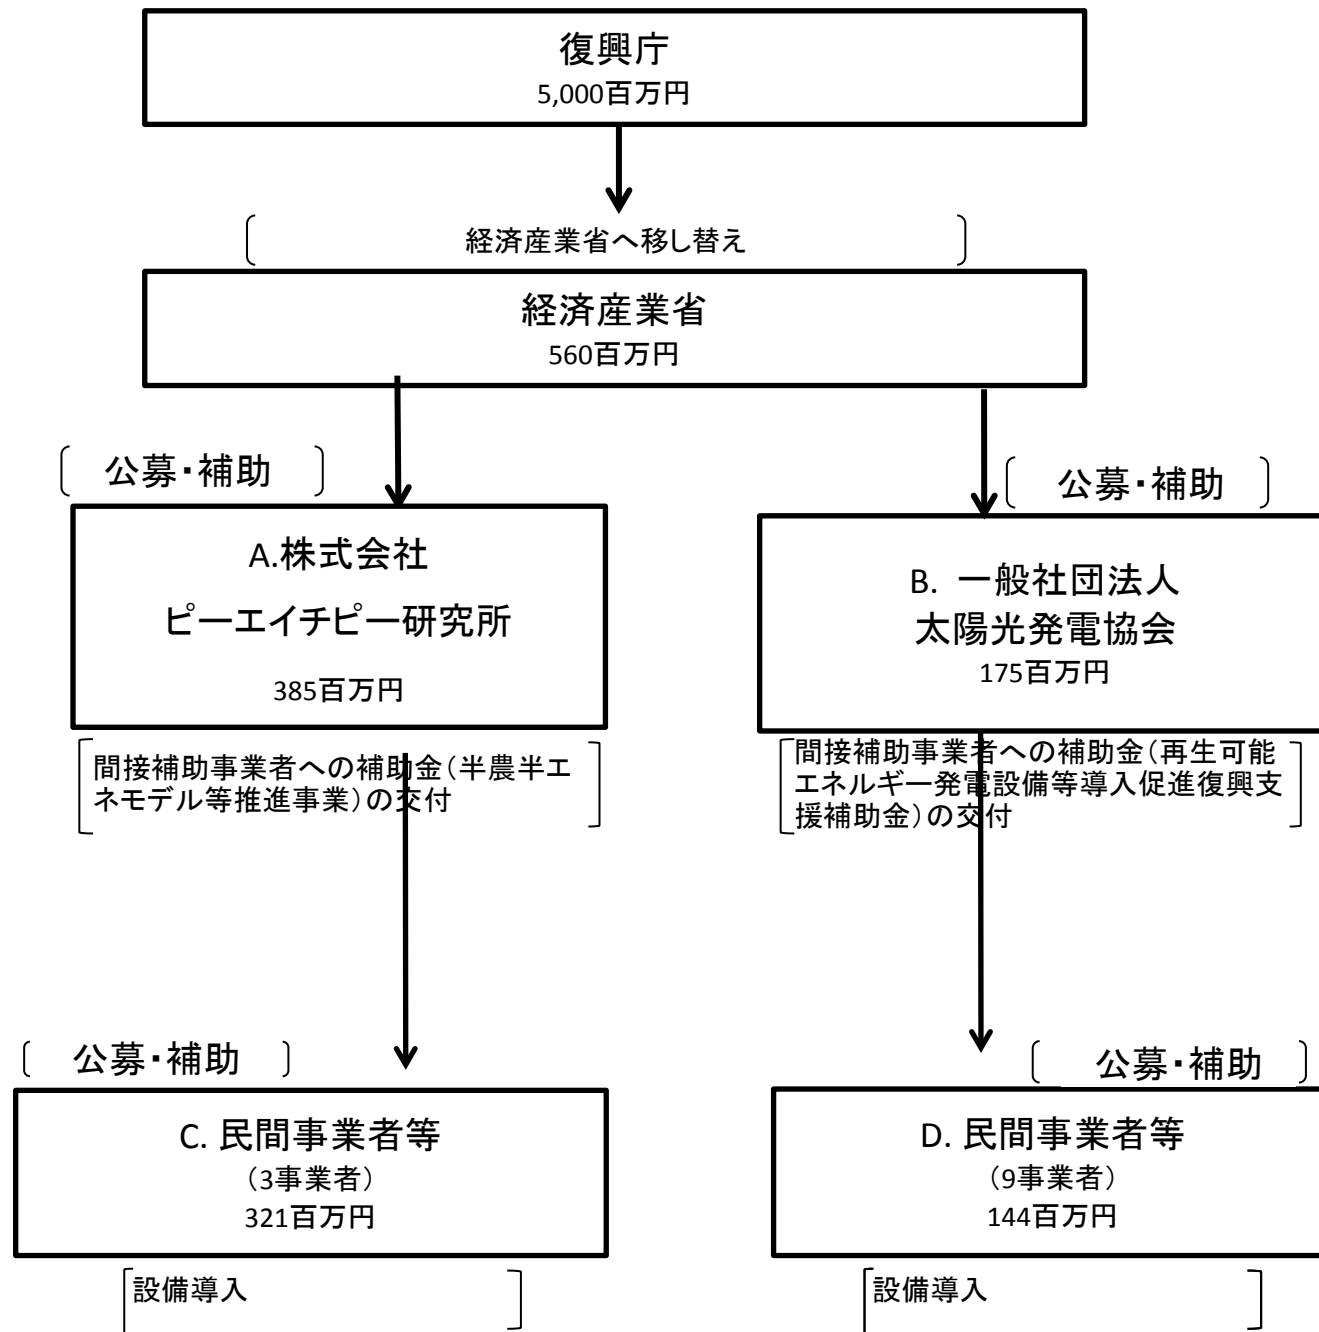 復興庁
5,000百万円
経済産業省へ移し替え
経済産業省
560百万円
公募・補助
公募・補助
A.株式会社
ピーエイチピー研究所
385百万円
B. 一般社団法人
太陽光発電協会
175百万円
間接補助事業者への補助金(半農半エ
ネモデル等推進事業)の交付
間接補助事業者への補助金(再生可能
エネルギー発電設備等導入促進復興支
援補助金)の交付
公募・補助
公募・補助
C. 民間事業者等
(3事業者)
321百万円
D. 民間事業者等
(9事業者)
144百万円
設備導入
設備導入